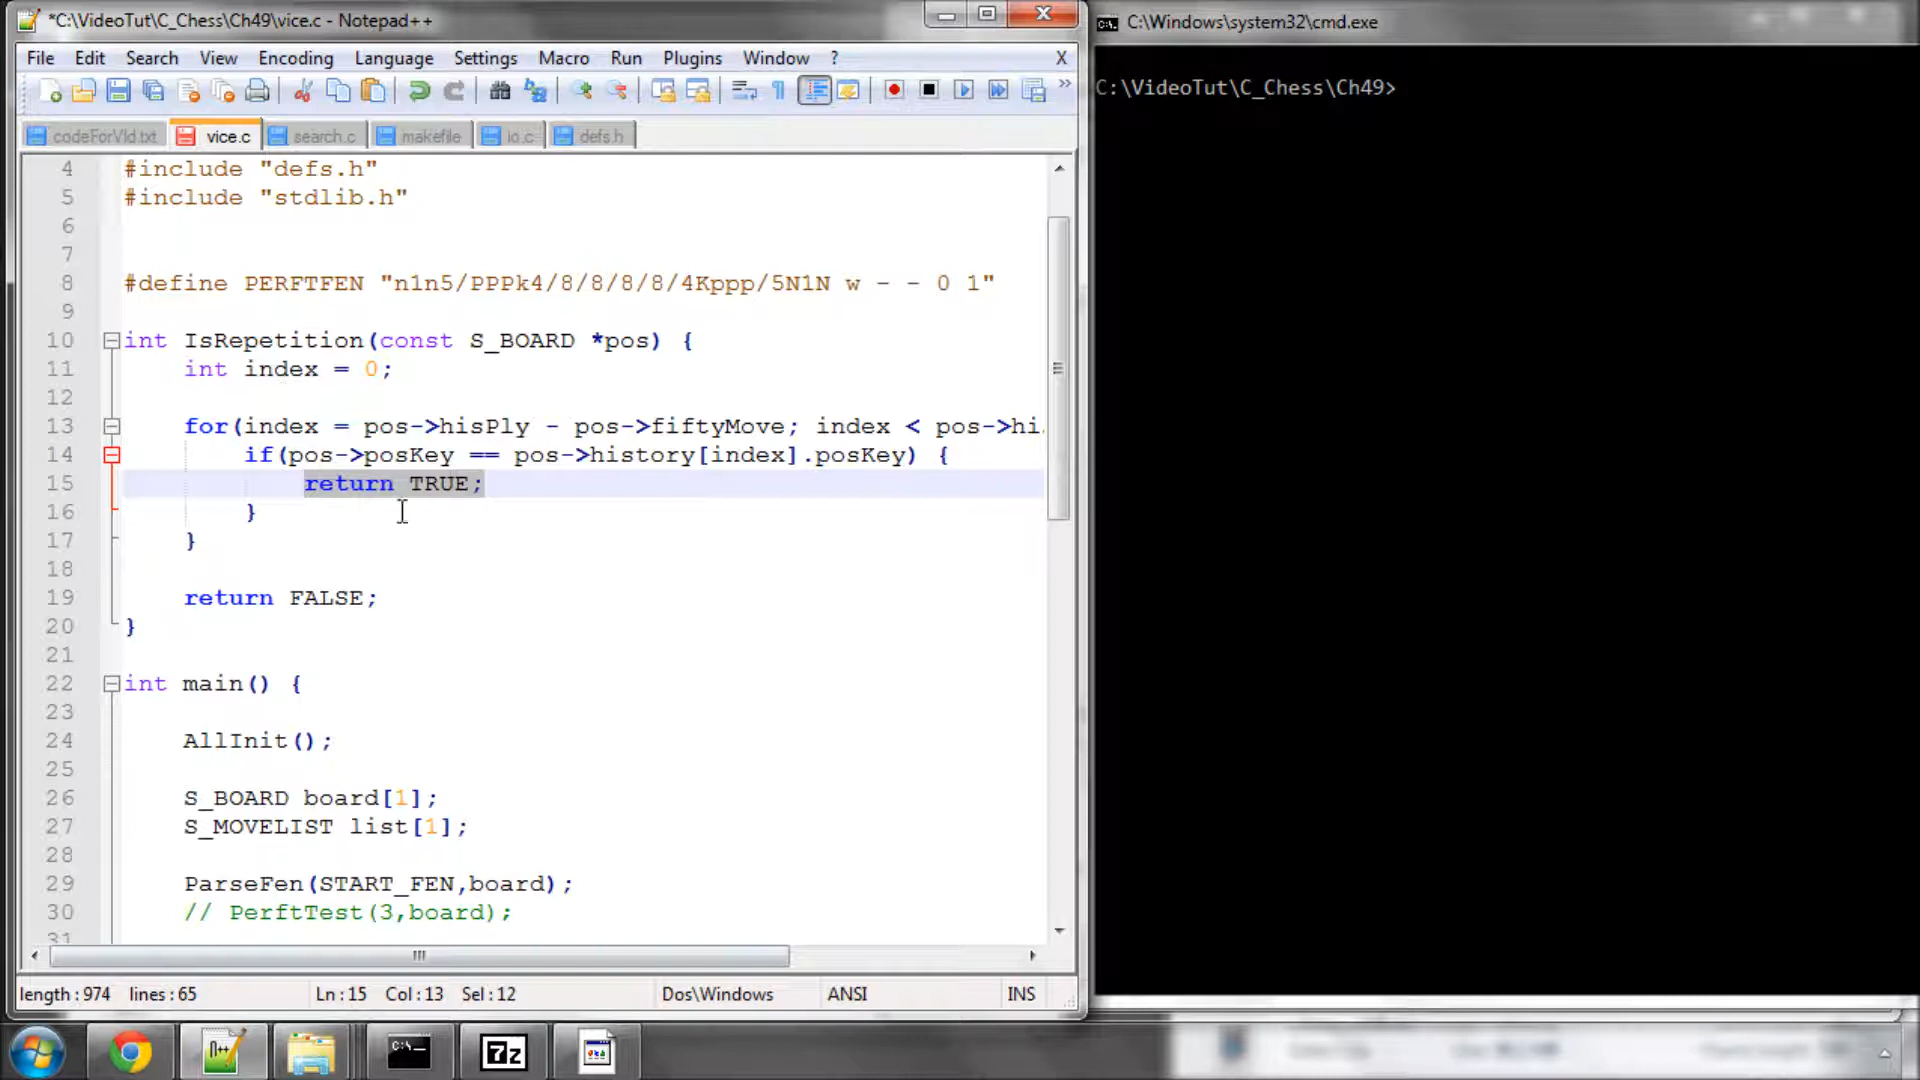 *C:\VideoTut\C_Chess\Ch49\vice.c - Notepad++
File Edit Search View Encoding Language Settings Macro Run Plugins Window ? X
codeForVid.txt vice.c search.c makefile io.c defs.h
4 #include "defs.h"
5 #include "stdlib.h"
6
7
8 #define PERFTFEN "n1n5/PPPk4/8/8/8/8/4Kppp/5N1N w - - 0 1"
9
10 int IsRepetition(const S_BOARD *pos) {
11 int index = 0;
12
13 for(index = pos->hisPly - pos->fiftyMove; index < pos->hi
14 if(pos->posKey == pos->history[index].posKey) {
15 return TRUE;
16 }
17 }
18
19 return FALSE;
20 }
21
22 int main() {
23
24 AllInit();
25
26 S_BOARD board[1];
27 S_MOVELIST list[1];
28
29 ParseFen(START_FEN,board);
30 // PerftTest(3,board);
31
length : 974 lines : 65 Ln : 15 Col : 13 Sel : 12 Dos\Windows ANSI INS
C:\Windows\system32\cmd.exe
C:\VideoTut\C_Chess\Ch49>